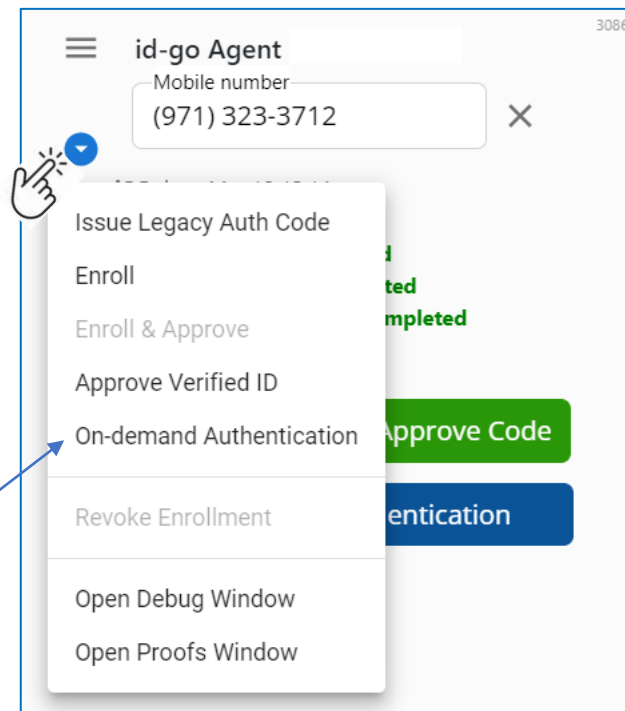 3086
id-go Agent
Mobile number
(971) 323-3712
Issue Legacy Auth Code
Enroll
Enroll & Approve
mpleted
Approve Verified ID
On-demand Authentication
Approve Code
Revoke Enrollment
entication
Open Debug Window
Open Proofs Window